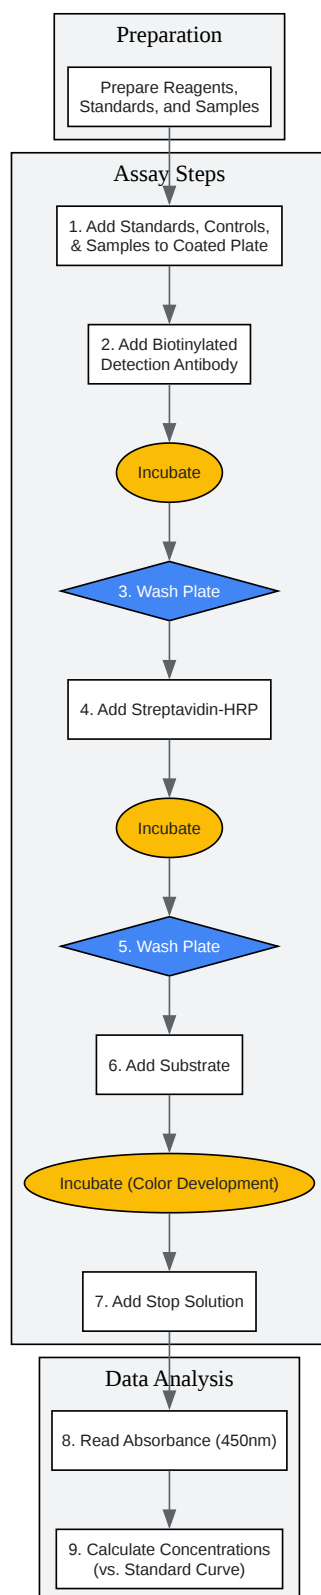 Preparation
Prepare Reagents,
Standards, and Samples
Assay Steps
1. Add Standards, Controls,
& Samples to Coated Plate
2. Add Biotinylated
Detection Antibody
Incubate
3. Wash Plate
4. Add Streptavidin-HRP
Incubate
5. Wash Plate
6. Add Substrate
Incubate (Color Development)
7. Add Stop Solution
Data Analysis
8. Read Absorbance (450nm)
9. Calculate Concentrations
(vs. Standard Curve)